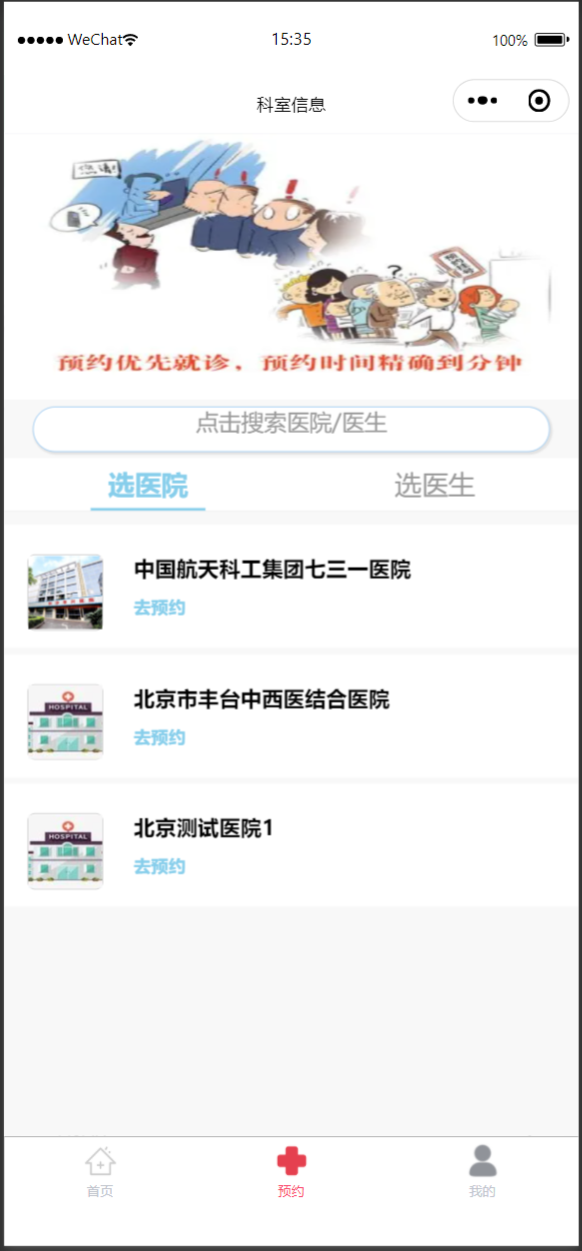 WeChat
15:35
100%
科室信息
预约优先就诊，预约时间精确到分钟
点击搜索医院/医生
选医院
选医生
中国航天科工集团七三一医院
去预约
HOSPITAL
北京市丰台中西医结合医院
去预约
HOSPITAL
北京测试医院1
去预约
首页
预约
我的